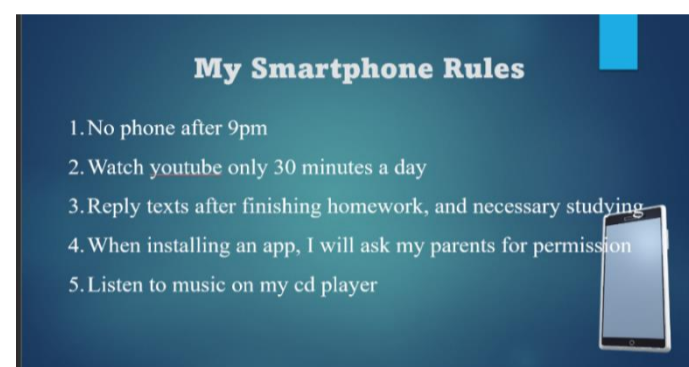 My Smartphone Rules
1.No phone after 9pm
2.Watch youtube only 30 minutes a day
3.Reply texts after finishing homework, and necessary studying
4.When installing an app, I will ask my parents for permission
5.Listen to music on my cd player